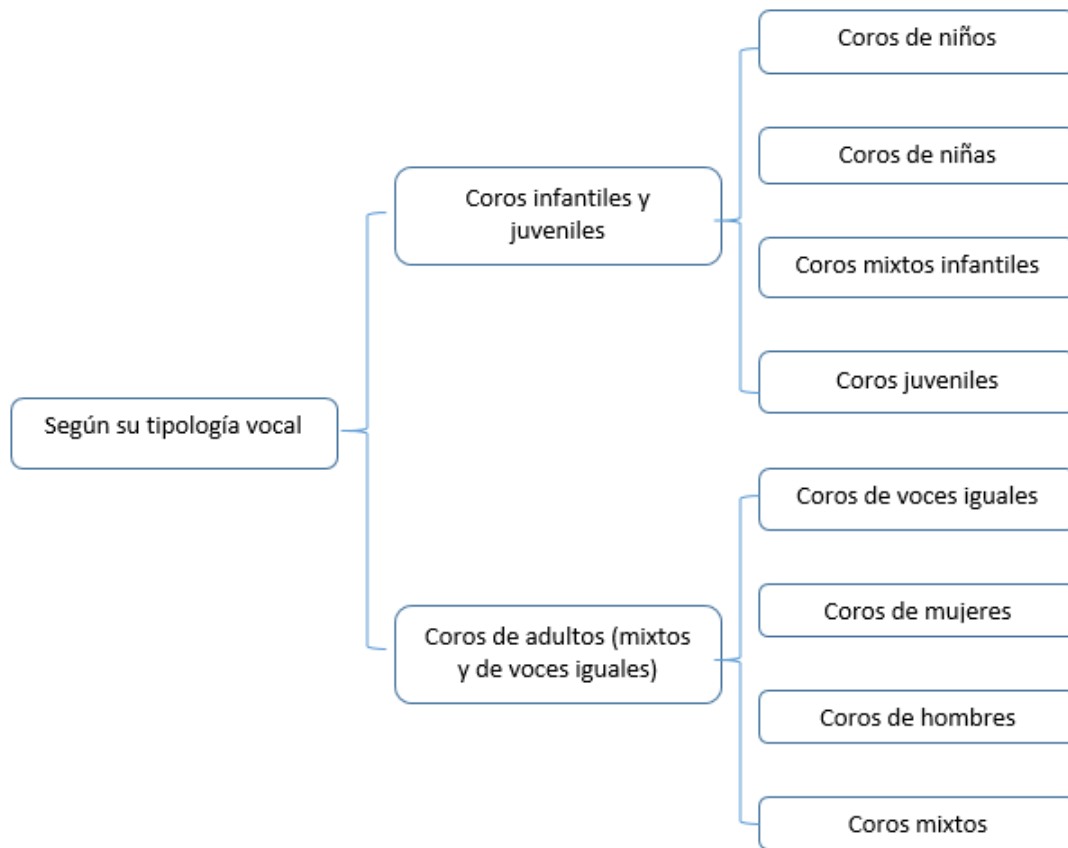 Según su tipología vocal
Coros infantiles y
juveniles
Coros de niños
Coros de niñas
Coros mixtos infantiles
Coros juveniles
Coros de adultos (mixtos
y de voces iguales)
Coros de voces iguales
Coros de mujeres
Coros de hombres
Coros mixtos